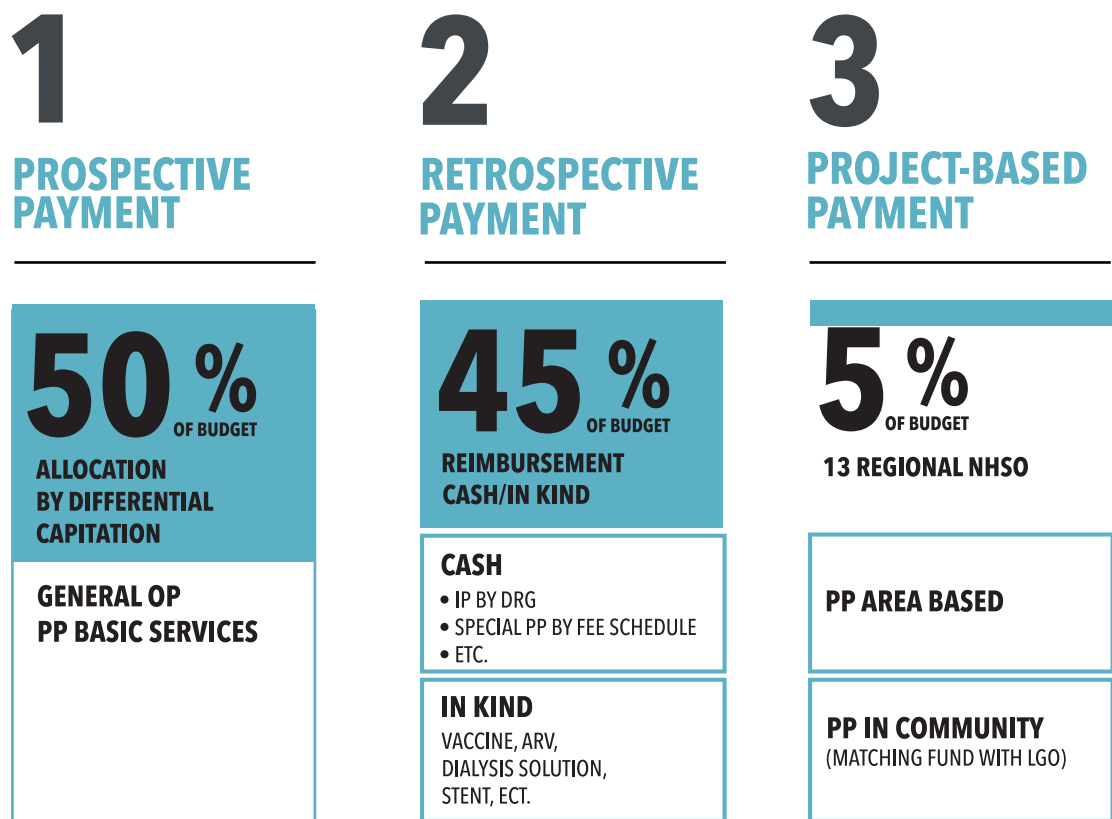 1
PROSPECTIVE
PAYMENT
50 %
OF BUDGET
ALLOCATION
BY DIFFERENTIAL
CAPITATION
GENERAL OP
PP BASIC SERVICES
2
RETROSPECTIVE
PAYMENT
45 %
OF BUDGET
REIMBURSEMENT
CASH/IN KIND
CASH
• IP BY DRG
• SPECIAL PP BY FEE SCHEDULE
• ETC.
IN KIND
VACCINE, ARV,
DIALYSIS SOLUTION,
STENT, ECT.
3
PROJECT-BASED
PAYMENT
5 %
OF BUDGET
13 REGIONAL NHSO
PP AREA BASED
PP IN COMMUNITY
(MATCHING FUND WITH LGO)